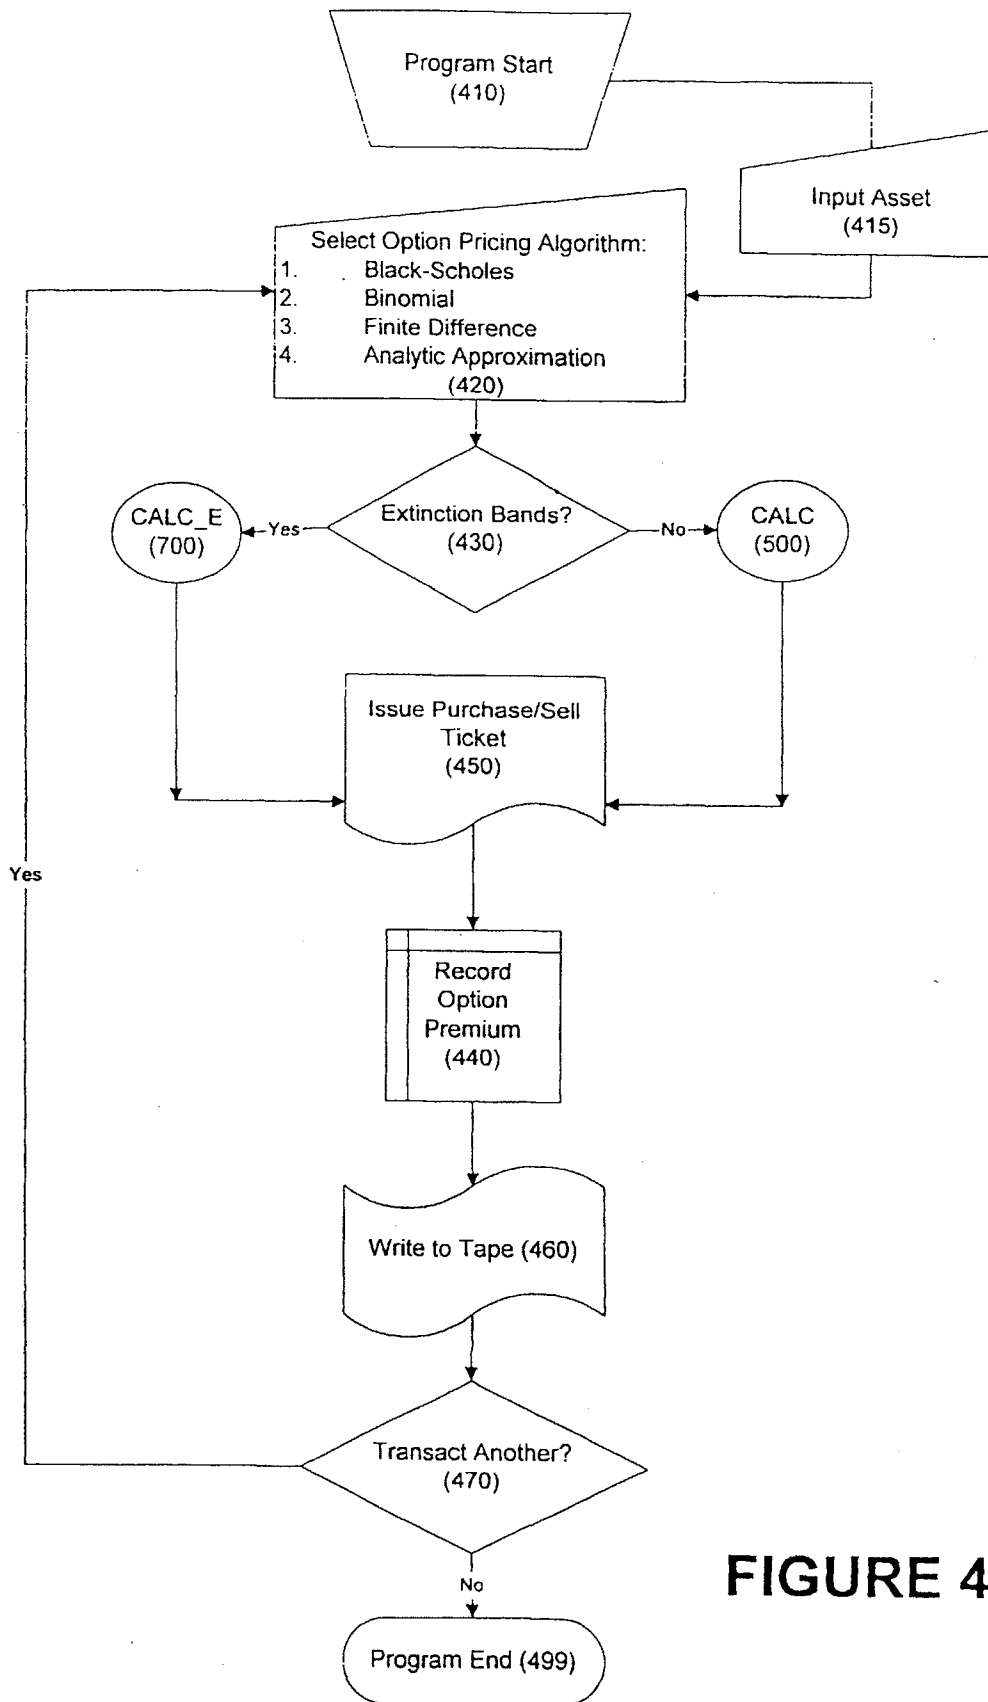 Program Start
(410)
Input Asset
(415)
Select Option Pricing Algorithm:
1. Black-Scholes
2. Binomial
3. Finite Difference
4. Analytic Approximation
(420)
Extinction Bands?
(430)
Yes
No
CALC_E
(700)
CALC
(500)
Issue Purchase/Sell
Ticket
(450)
Yes
Record
Option
Premium
(440)
Write to Tape (460)
Transact Another?
(470)
No
Program End (499)
FIGURE 4